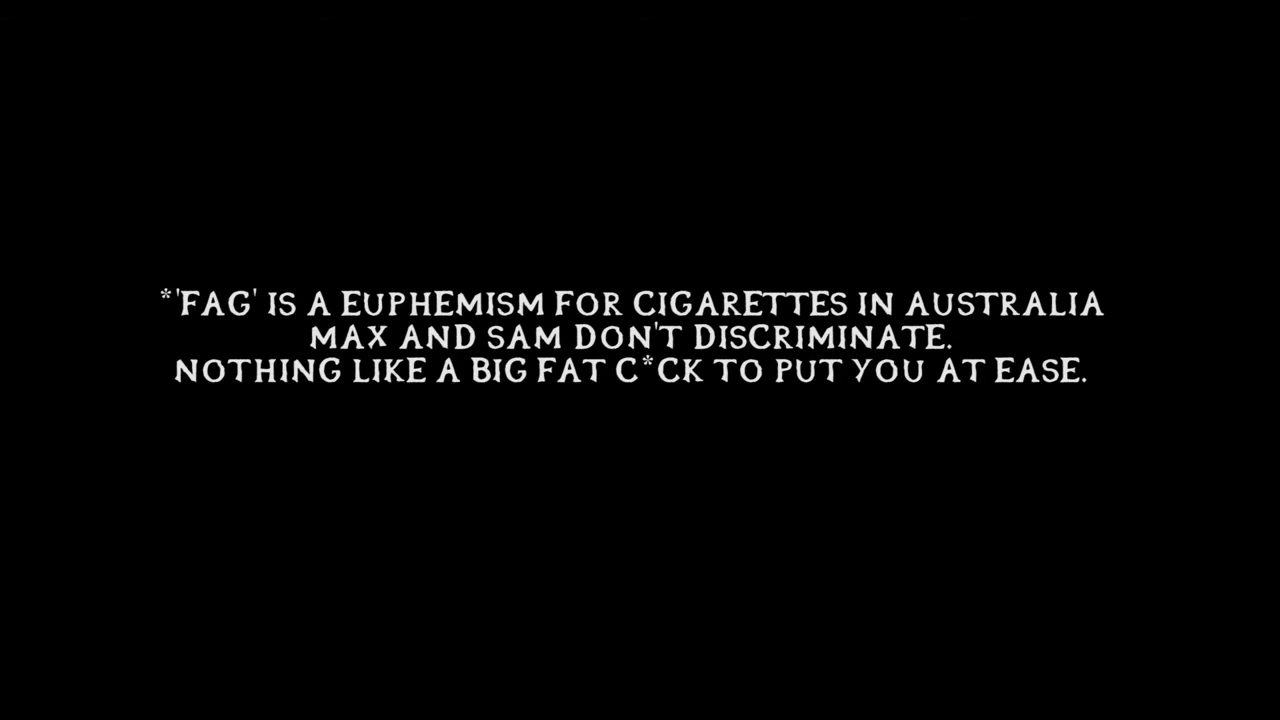 *'FAG' IS A EUPHEMISM FOR CIGARETTES IN AUSTRALIA
MAX AND SAM DON'T DISCRIMINATE.
NOTHING LIKE A BIG FAT C*CK TO PUT YOU AT EASE.